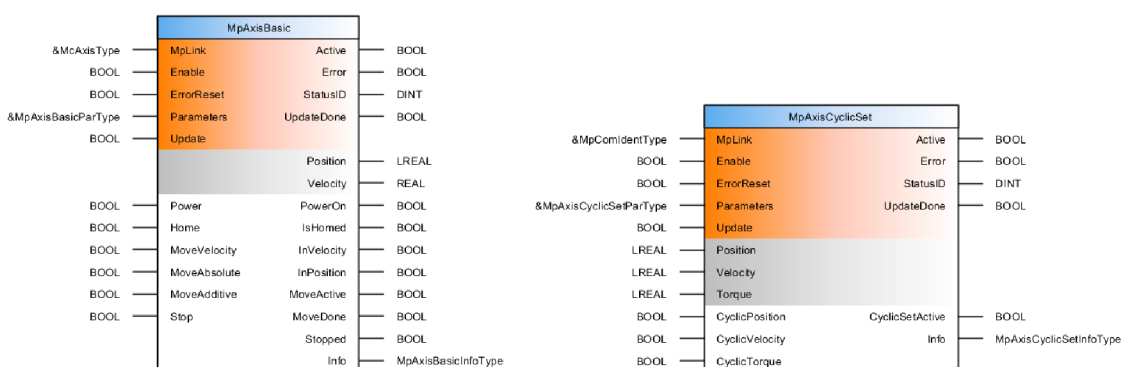 MpAxisBasic
&McAxisType MpLink Active BOOL
BOOL Enable Error BOOL
BOOL ErrorReset StatusID DINT
&MpAxisBasicParType Parameters UpdateDone BOOL
BOOL Update
Position LREAL
Velocity REAL
BOOL Power PowerOn BOOL
BOOL Home IsHomed BOOL
BOOL MoveVelocity InVelocity BOOL
BOOL MoveAbsolute InPosition BOOL
BOOL MoveAdditive MoveActive BOOL
BOOL Stop MoveDone BOOL
Stopped BOOL
Info MpAxisBasicInfoType
MpAxisCyclicSet
&MpComIdentType MpLink Active BOOL
BOOL Enable Error BOOL
BOOL ErrorReset StatusID DINT
&MpAxisCyclicSetParType Parameters UpdateDone BOOL
BOOL Update
LREAL Position
LREAL Velocity
LREAL Torque
BOOL CyclicPosition CyclicSetActive BOOL
BOOL CyclicVelocity Info MpAxisCyclicSetInfoType
BOOL CyclicTorque